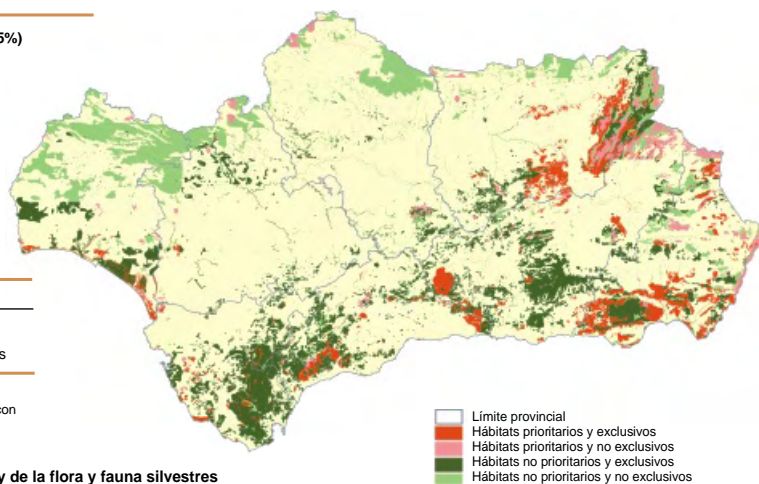 5%)
s
con
Límite provincial
Hábitats prioritarios y exclusivos
Hábitats prioritarios y no exclusivos
Hábitats no prioritarios y exclusivos
Hábitats no prioritarios y no exclusivos
y de la flora y fauna silvestres